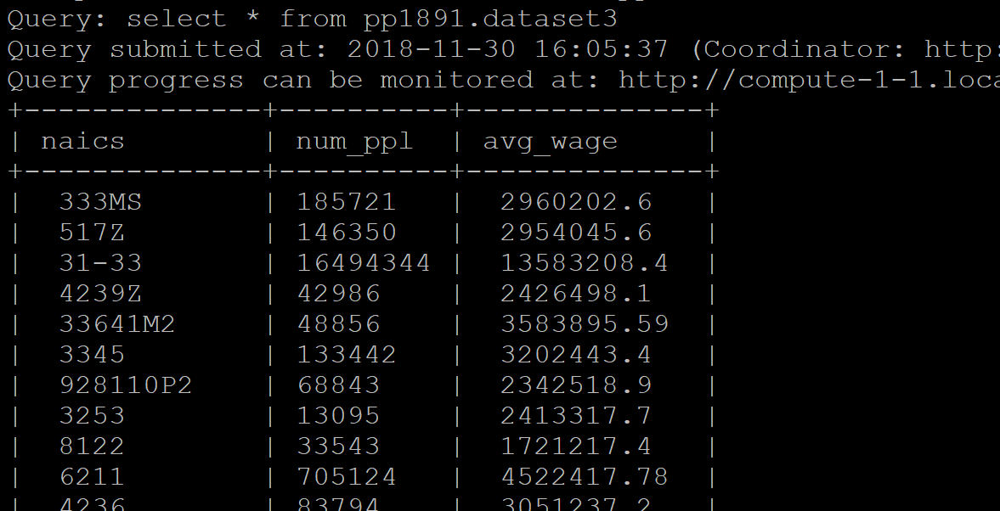 Query: select * from pp1891.dataset3
Query submitted at: 2018-11-30 16:05:37 (Coordinator: http:
Query progress can be monitored at: http://compute-1-1.loca
+--------------+----------+--------------+
| naics | num_ppl | avg_wage |
+--------------+----------+--------------+
| 333MS | 185721 | 2960202.6 |
| 517Z | 146350 | 2954045.6 |
| 31-33 | 16494344 | 13583208.4 |
| 4239Z | 42986 | 2426498.1 |
| 33641M2 | 48856 | 3583895.59 |
| 3345 | 133442 | 3202443.4 |
| 928110P2 | 68843 | 2342518.9 |
| 3253 | 13095 | 2413317.7 |
| 8122 | 33543 | 1721217.4 |
| 6211 | 705124 | 4522417.78 |
| 4236 | 83794 | 3051237.2 |